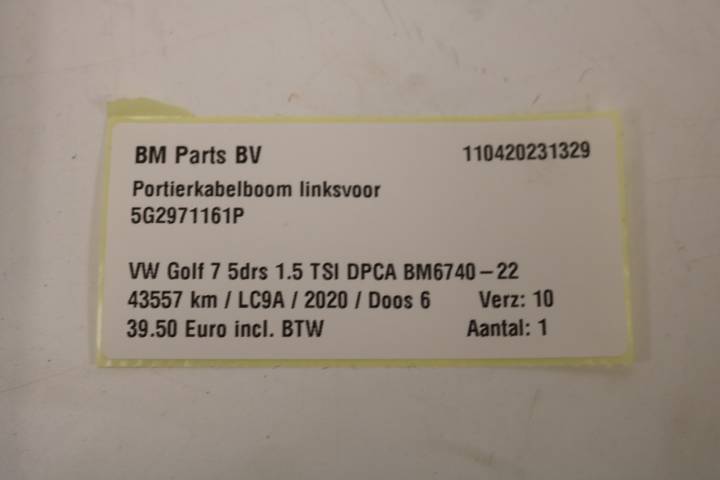 BM Parts BV 110420231329
Portierkabelboom linksvoor
5G2971161P
VW Golf 7 5drs 1.5 TSI DPCA BM6740-22
43557 km / LC9A / 2020 / Doos 6 Verz: 10
39.50 Euro incl. BTW Aantal: 1